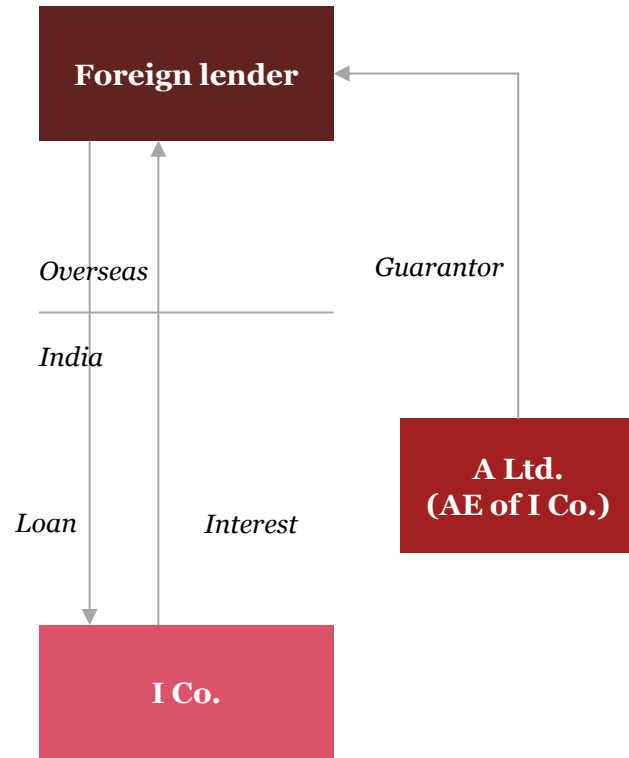 Foreign lender
Overseas
Guarantor
India
A Ltd.
(AE of I Co.)
Loan
Interest
I Co.